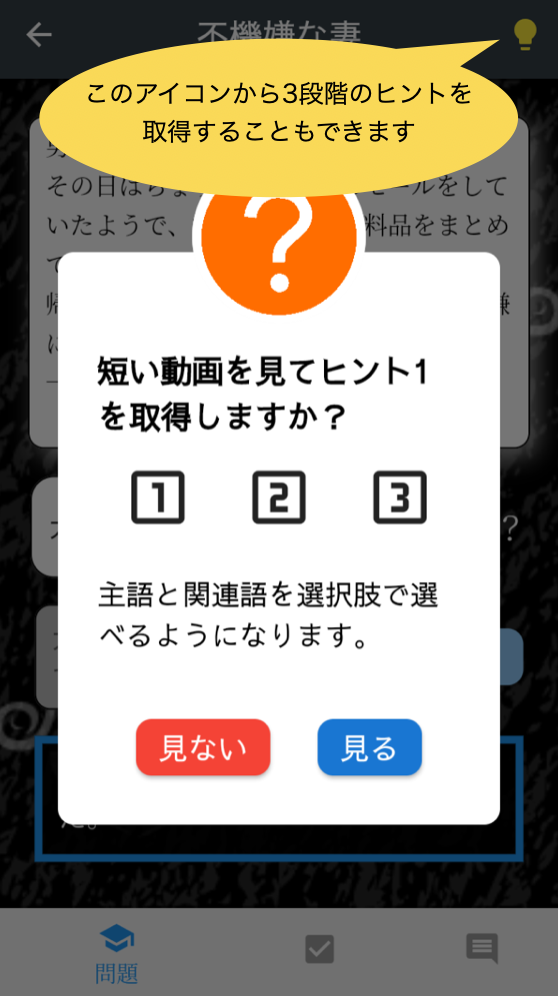 不機嫌な妻
このアイコンから3段階のヒントを
取得することもできます
その日は
モールをして
いたようで、
料品をまとめ
短い動画を見てヒント1
を取得しますか？
1 2 3
？
主語と関連語を選択肢で選
べるようになります。
見ない 見る
問題